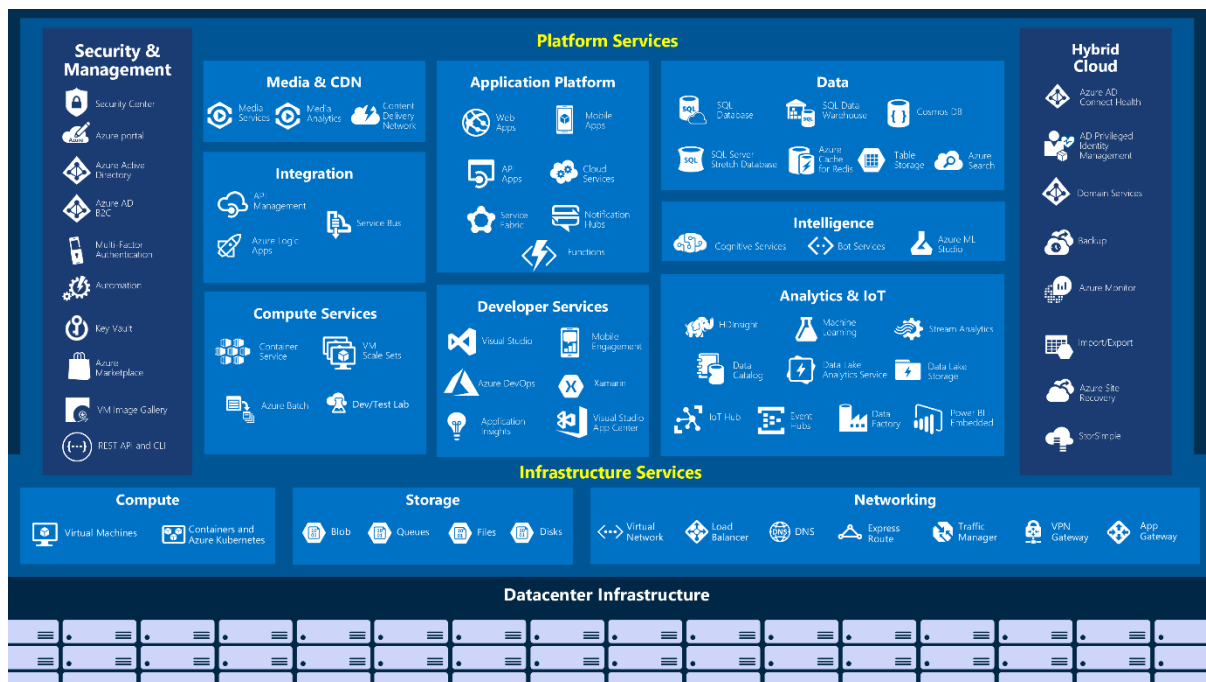 Platform Services
Security &
Management
Security Center
Azure portal
Azure Active
Directory
Azure AD
B2C
Multi-Factor
Authentication
Automation
Key Vault
Azure
Marketplace
VM Image Gallery
REST API and CLI
Media & CDN
Media
Services
Media
Analytics
Content
Delivery
Network
Integration
API
Management
Service Bus
Azure Logic
Apps
Compute Services
Container
Service
VM
Scale Sets
Azure Batch
Dev/Test Lab
Application Platform
Web
Apps
Mobile
Apps
API
Apps
Cloud
Services
Service
Fabric
Notification
Hubs
Functions
Developer Services
Visual Studio
Mobile
Engagement
Azure DevOps
Xamarin
Application
Insights
Visual Studio
App Center
Data
SQL
SQL
Database
SQL
SQL Data
Warehouse
Cosmos DB
SQL
SQL Server
Stretch Database
Azure
Cache
for Redis
Table
Storage
Azure
Search
Intelligence
Cognitive Services
Bot Services
Azure ML
Studio
Analytics & IoT
HDInsight
Machine
Learning
Stream Analytics
Data
Catalog
Data Lake
Analytics Service
Data Lake
Storage
IoT Hub
Event
Hubs
Data
Factory
Power BI
Embedded
Hybrid
Cloud
Azure AD
Connect Health
AD Privileged
Identity
Management
Domain Services
Backup
Azure Monitor
Import/Export
Azure Site
Recovery
StorSimple
Infrastructure Services
Compute
Virtual Machines
Containers and
Azure Kubernetes
Storage
Blob
Queues
Files
Disks
Networking
Virtual
Network
Load
Balancer
DNS
DNS
Express
Route
Traffic
Manager
VPN
Gateway
App
Gateway
Datacenter Infrastructure